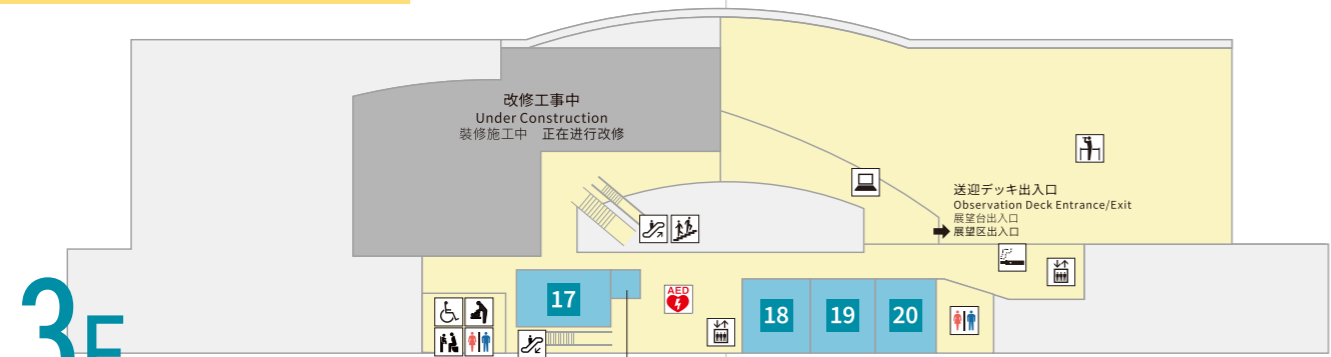 改修工事中
Under Construction
裝修施工中 正在进行改修
送迎デッキ出入口
Observation Deck Entrance/Exit
展望台出入口
展望区出入口
AED
17
18
19
20
3F